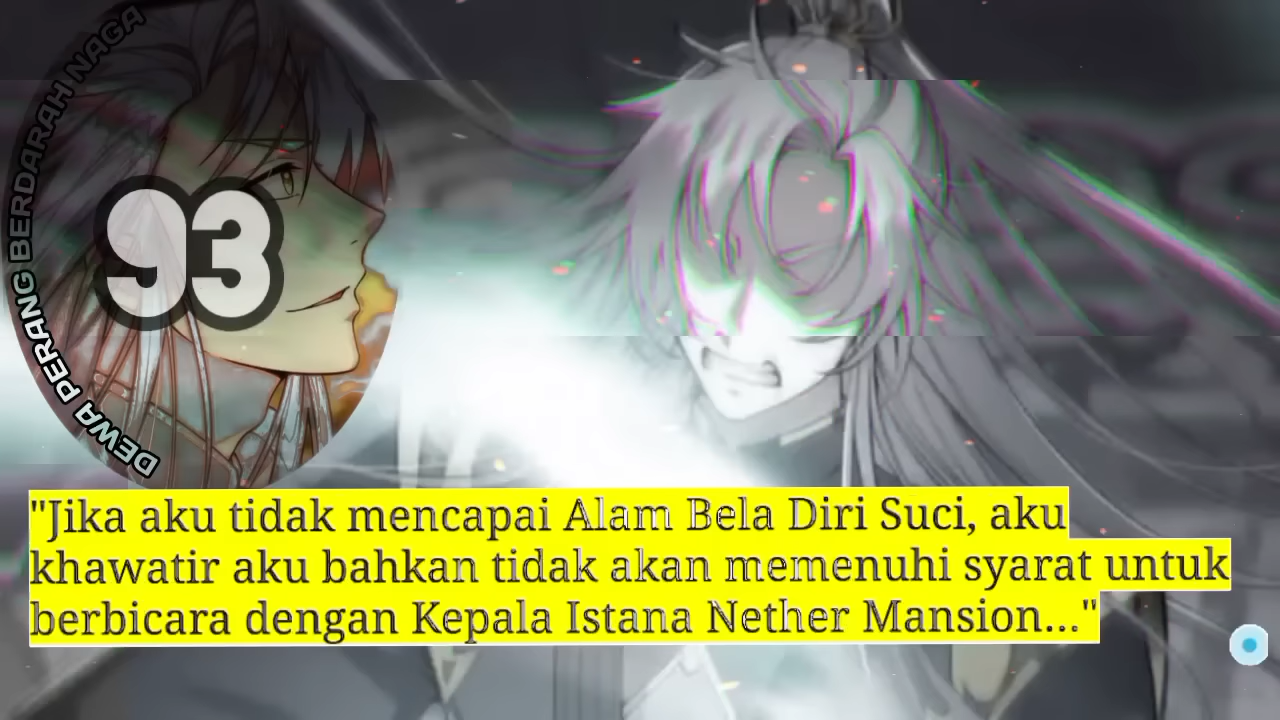 DEWA PERANG BERDARAH NAGA
93
"Jika aku tidak mencapai Alam Bela Diri Suci, aku
khawatir aku bahkan tidak akan memenuhi syarat untuk
berbicara dengan Kepala Istana Nether Mansion..."